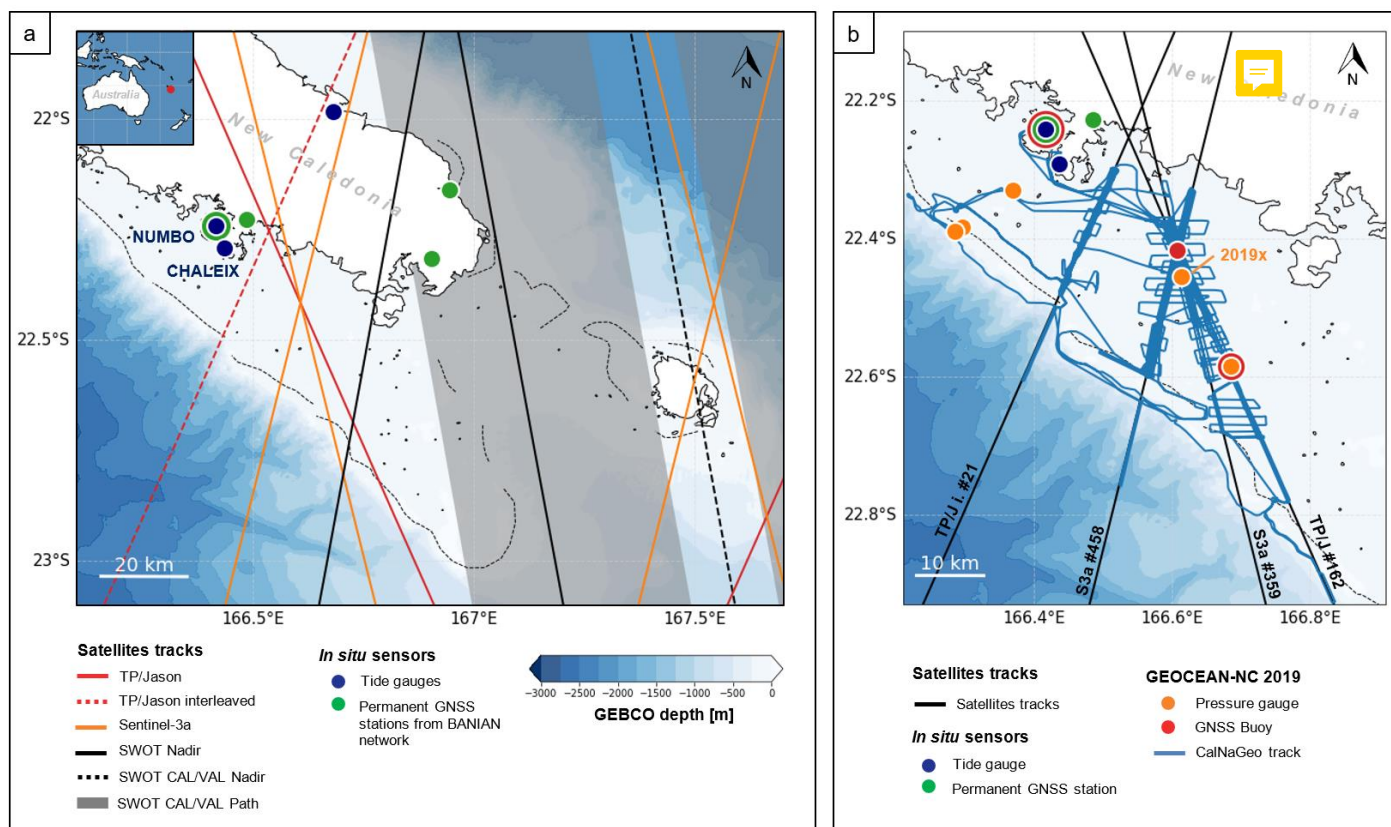 a
Australia
N
New Caledonia
NUMBO
CHALEIX
22°S
22.5°S
23°S
20 km
166.5°E
167°E
167.5°E
Satellites tracks
TP/Jason
TP/Jason interleaved
Sentinel-3a
SWOT Nadir
SWOT CAL/VAL Nadir
SWOT CAL/VAL Path
In situ sensors
Tide gauges
Permanent GNSS
stations from BANIAN
network
−3000 −2500 −2000 −1500 −1000 −500 0
GEBCO depth [m]
b
N
2019x
22.2°S
22.4°S
22.6°S
22.8°S
TP/J i. #21
S3a #458
S3a #359
TP/J #162
10 km
166.4°E
166.6°E
166.8°E
Satellites tracks
Satellites tracks
In situ sensors
Tide gauge
Permanent GNSS station
GEOCEAN-NC 2019
Pressure gauge
GNSS Buoy
CalNaGeo track